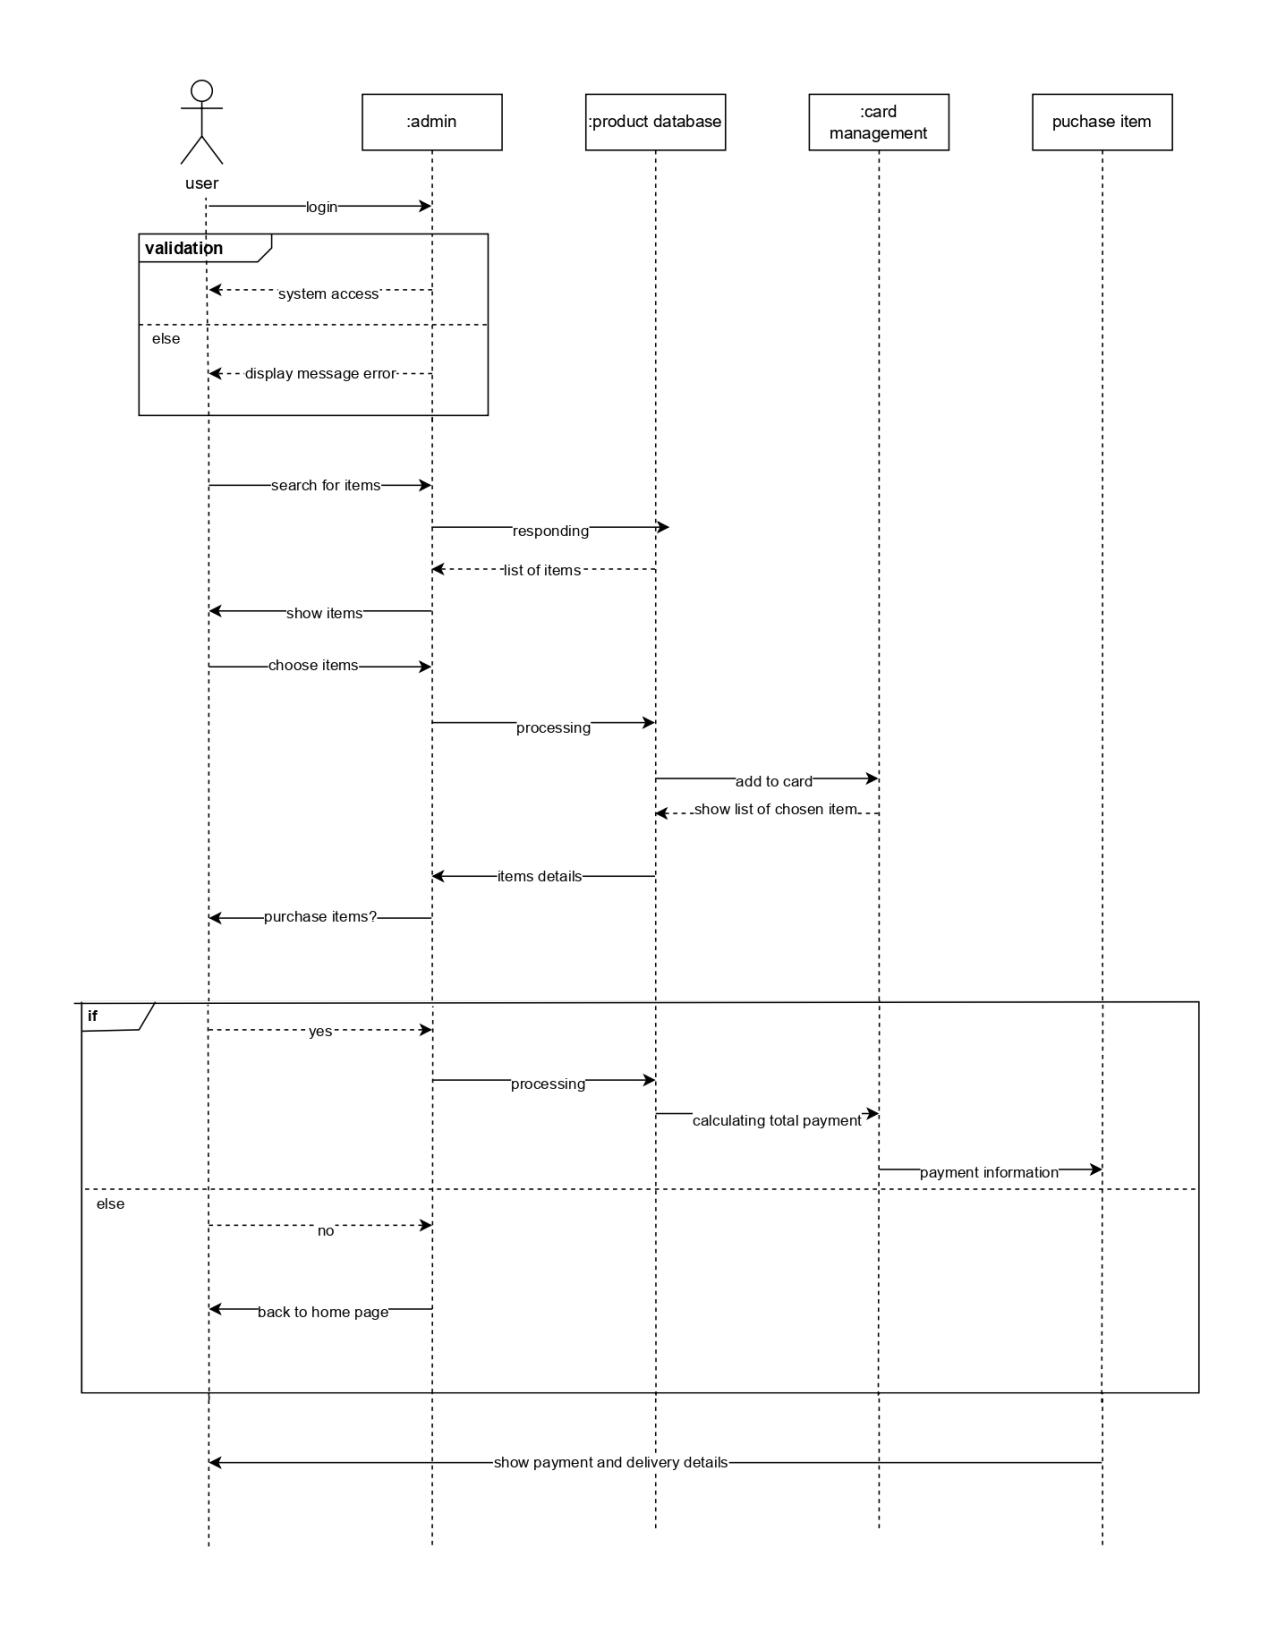 user
:admin
:product database
:card
management
puchase item
login
validation
system access
else
display message error
search for items
responding
list of items
show items
choose items
processing
add to card
show list of chosen item
items details
purchase items?
if
yes
processing
calculating total payment
payment information
else
no
back to home page
show payment and delivery details